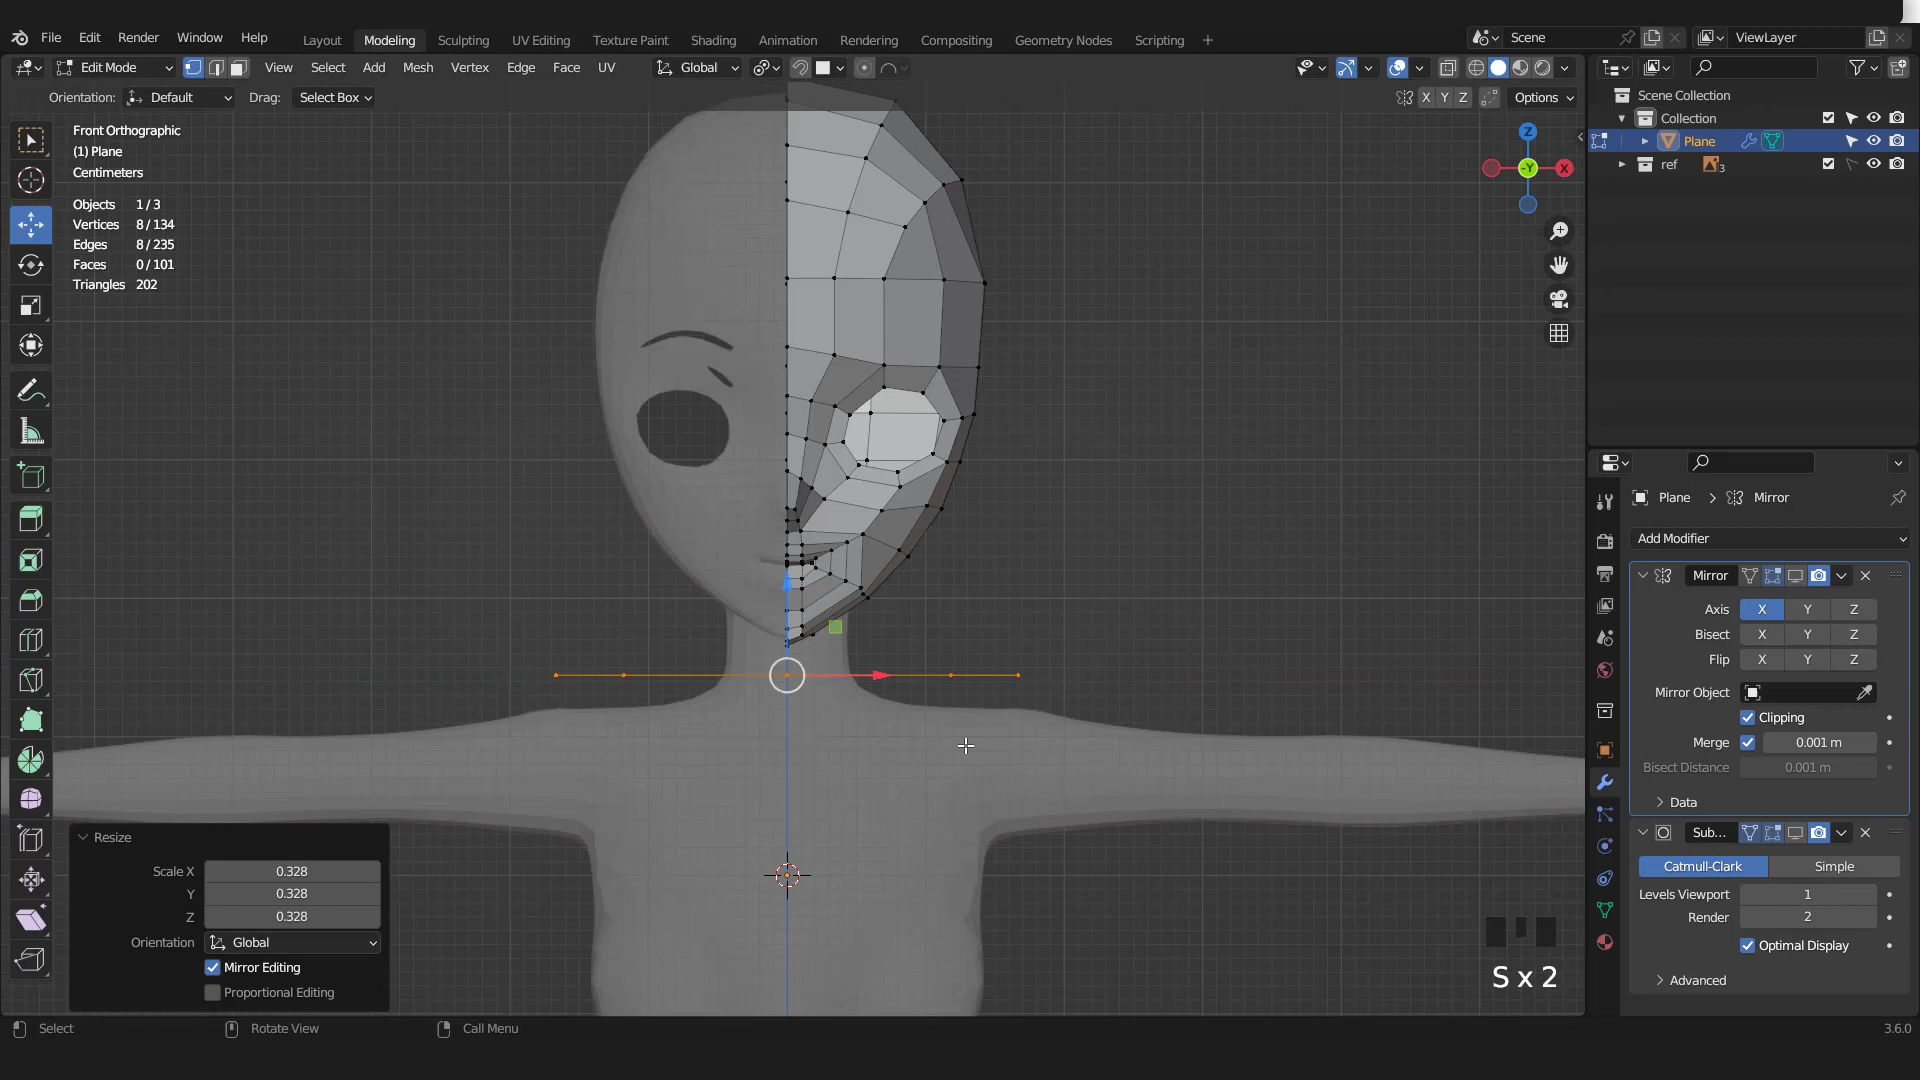 File Edit Render Window Help Layout Modeling Sculpting UV Editing Texture Paint Shading Animation Rendering Compositing Geometry Nodes Scripting + Scene ViewLayer
Edit Mode View Select Add Mesh Vertex Edge Face UV Global
Orientation: Default Drag: Select Box X Y Z Options
Front Orthographic
(1) Plane
Centimeters
Objects 1 / 3
Vertices 8 / 134
Edges 8 / 235
Faces 0 / 101
Triangles 202
Z
-Y
X
Scene Collection
Collection
Plane
ref 3
Plane > Mirror
Add Modifier
Mirror
Axis X Y Z
Bisect X Y Z
Flip X Y Z
Mirror Object
Clipping
Merge 0.001 m
Bisect Distance 0.001 m
Data
Sub...
Catmull-Clark Simple
Levels Viewport 1
Render 2
Optimal Display
Advanced
Resize
Scale X 0.328
Y 0.328
Z 0.328
Orientation Global
Mirror Editing
Proportional Editing
S x 2
Select Rotate View Call Menu 3.6.0